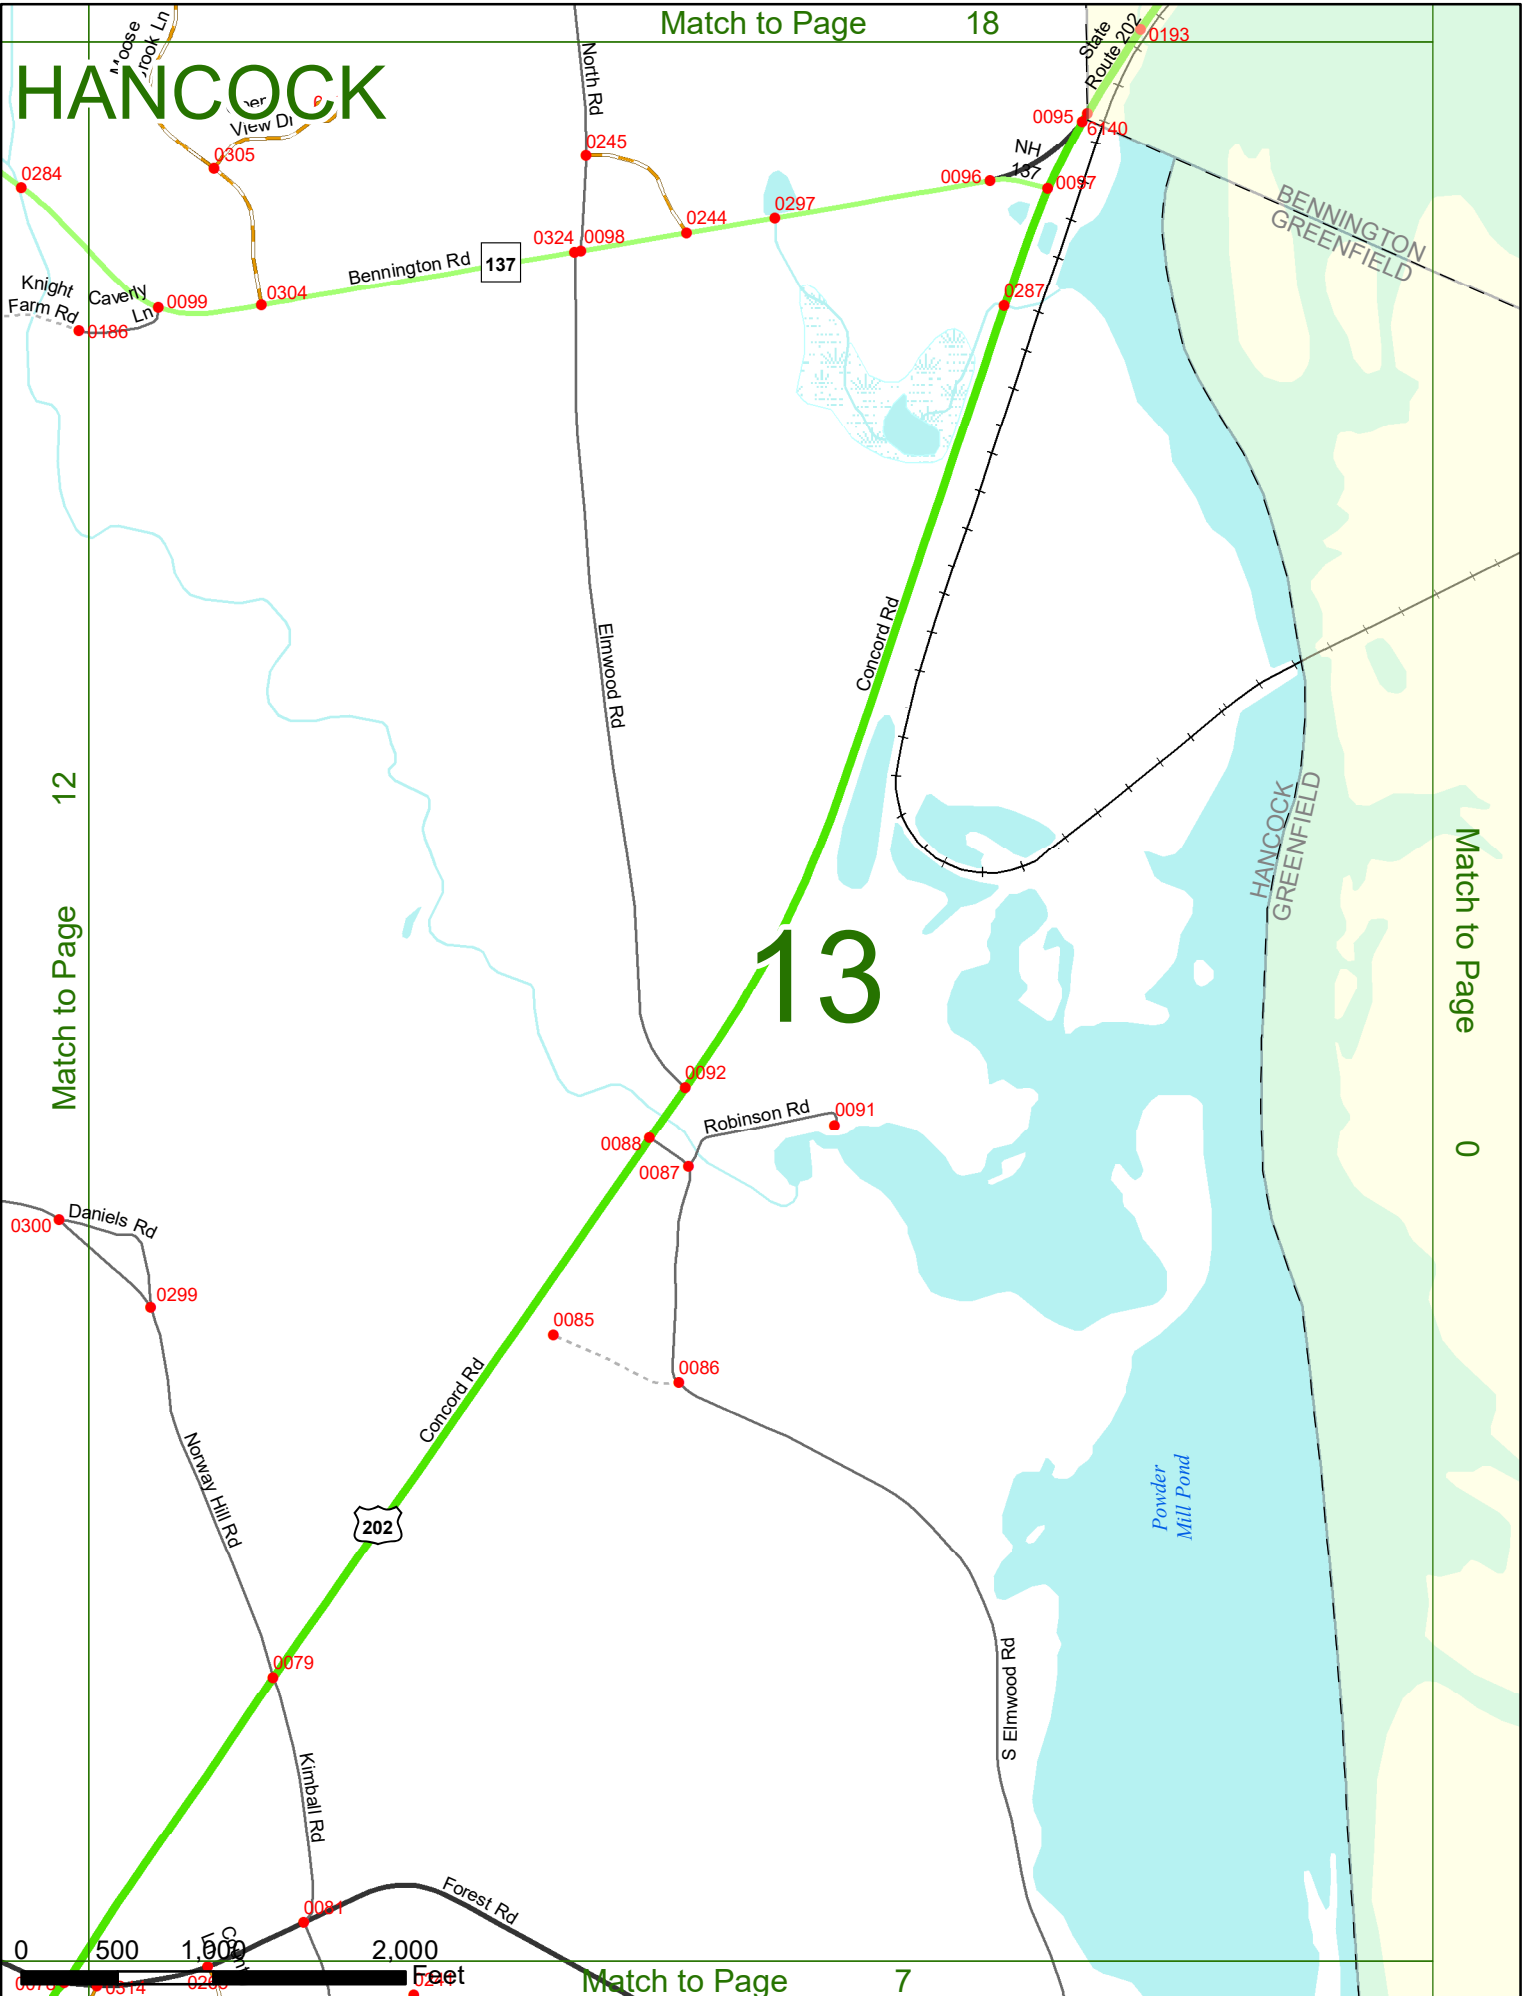 Match to Page 18
HANCOCK
Moose
Brook Ln
View Dr
North Rd
State
Route 202
0193
0095
6140
NH
137
0096
0097
0245
0305
0284
0297
0244
0324
0098
Bennington Rd
137
BENNINGTON
GREENFIELD
Knight
Farm Rd
Caverly
Ln
0099
0304
0186
0287
Elmwood Rd
Concord Rd
Match to Page 12
HANCOCK
GREENFIELD
Match to Page 0
13
0092
Robinson Rd
0091
0088
0087
0300
Daniels Rd
0299
0085
0086
Concord Rd
Norway Hill Rd
202
Powder
Mill Pond
0079
S Elmwood Rd
Kimball Rd
Forest Rd
0081
0 500 1,000 2,000
Feet
0314
Match to Page 7